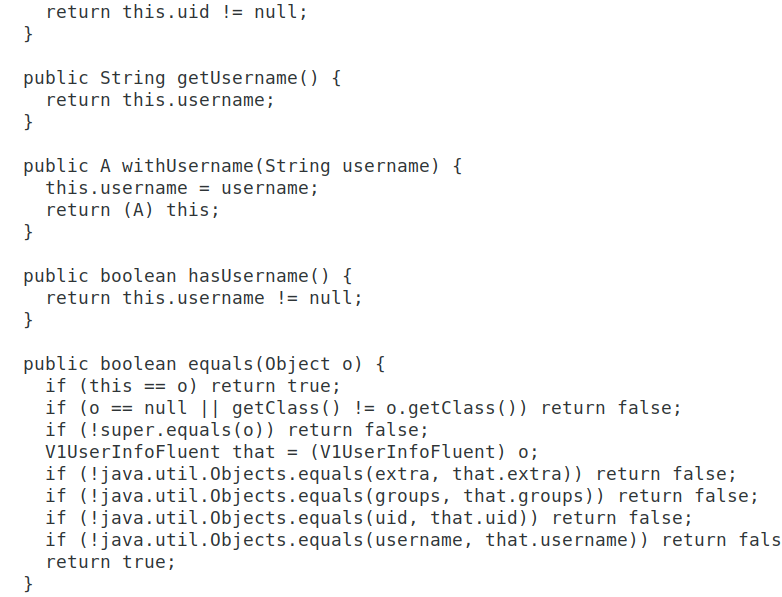 return this.uid != null;
}
public String getUsername() {
return this.username;
}
public A withUsername(String username) {
this.username = username;
return (A) this;
}
public boolean hasUsername() {
return this.username != null;
}
public boolean equals(Object o) {
if (this == o) return true;
if (o == null || getClass() != o.getClass()) return false;
if (!super.equals(o)) return false;
V1UserInfoFluent that = (V1UserInfoFluent) o;
if (!java.util.Objects.equals(extra, that.extra)) return false;
if (!java.util.Objects.equals(groups, that.groups)) return false;
if (!java.util.Objects.equals(uid, that.uid)) return false;
if (!java.util.Objects.equals(username, that.username)) return fals
return true;
}